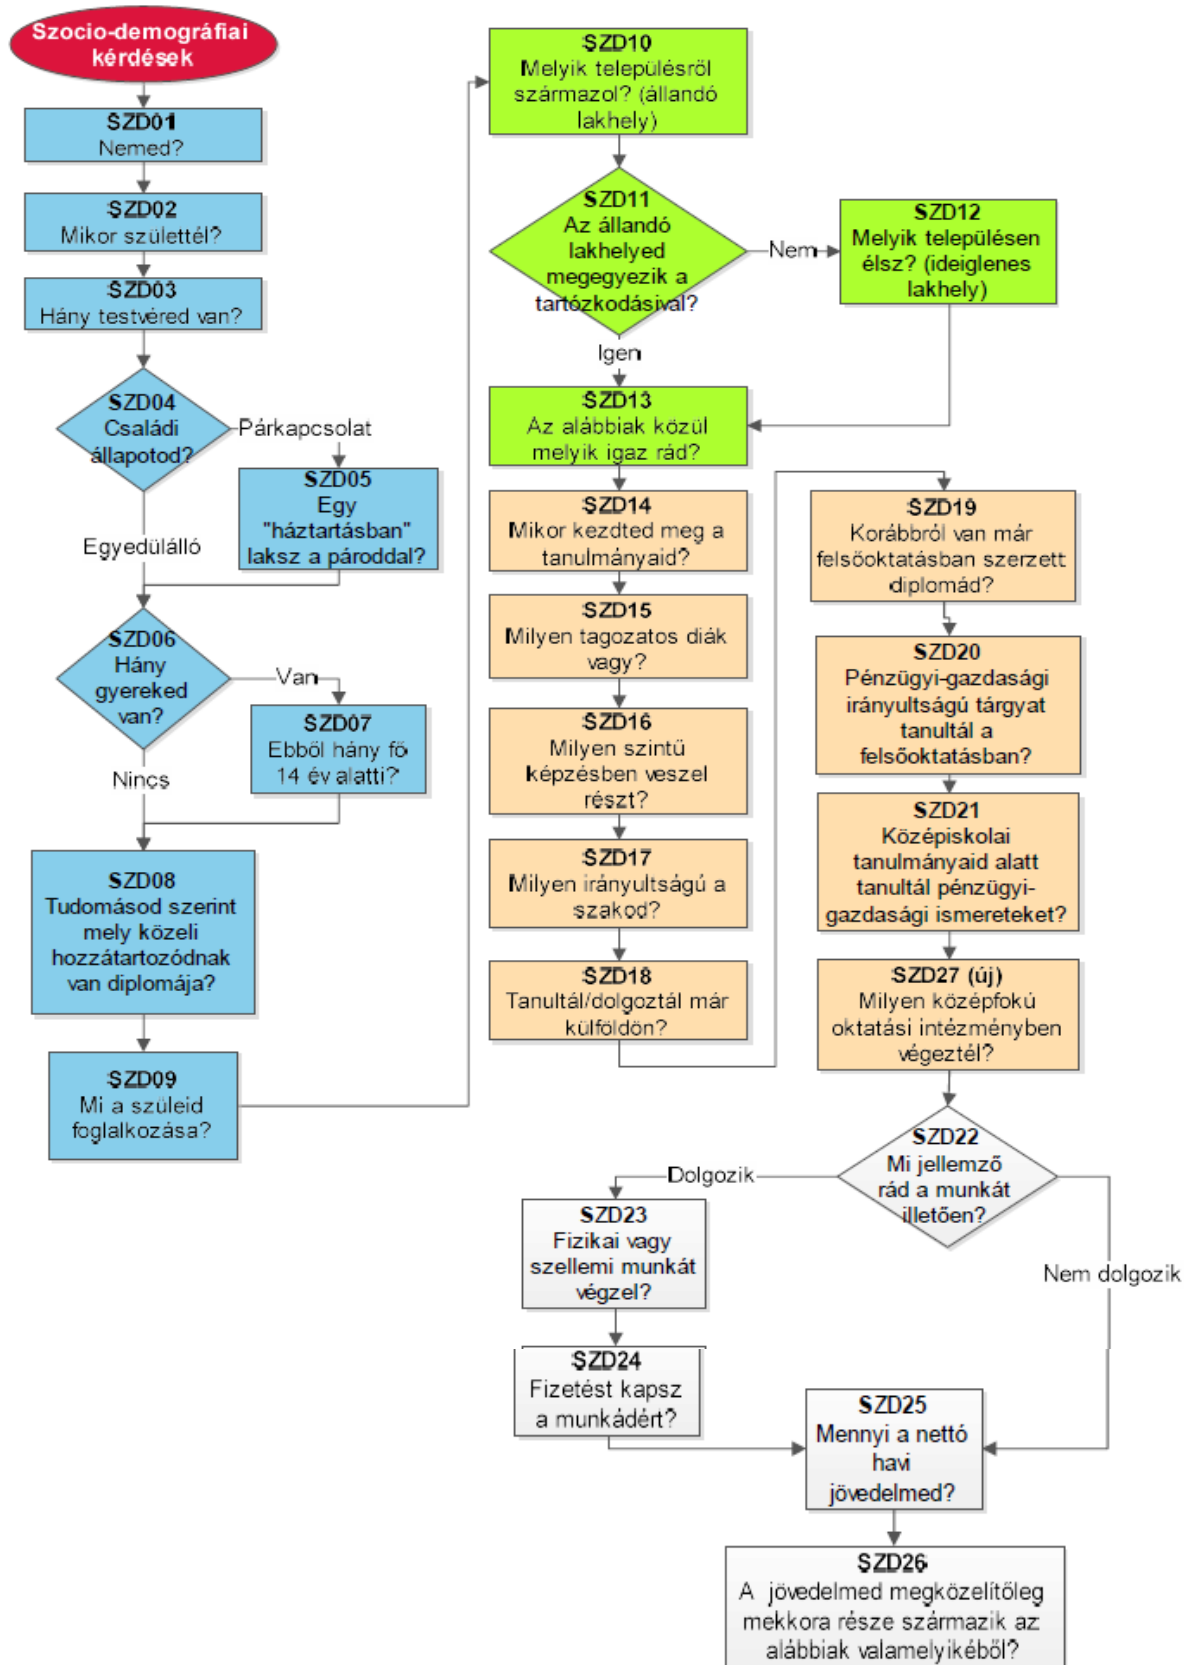 Szocio-demográfiai
kérdések
SZD01
Nemed?
SZD02
Mikor születtél?
SZD03
Hány testvéred van?
SZD04
Családi
állapotod?
Párkapcsolat
SZD05
Egy
"háztartásban"
laksz a pároddal?
Egyedülálló
SZD06
Hány
gyereked
van?
Van
SZD07
Ebből hány fő
14 év alatti?
Nincs
SZD08
Tudomásod szerint
mely közeli
hozzátartozódnak
van diplomája?
SZD09
Mi a szüleid
foglalkozása?
SZD10
Melyik településről
származol? (állandó
lakhely)
SZD11
Az állandó
lakhelyed
megegyezik a
tartózkodásival?
Nem
SZD12
Melyik településen
élsz? (ideiglenes
lakhely)
Igen
SZD13
Az alábbiak közül
melyik igaz rád?
SZD14
Mikor kezdted meg a
tanulmányaid?
SZD15
Milyen tagozatos diák
vagy?
SZD16
Milyen szintű
képzésben veszel
részt?
SZD17
Milyen irányultságú a
szakod?
SZD18
Tanultál/dolgoztál már
külföldön?
SZD19
Korábbról van már
felsőoktatásban szerzett
diplomád?
SZD20
Pénzügyi-gazdasági
irányultságú tárgyat
tanultál a
felsőoktatásban?
SZD21
Középiskolai
tanulmányaid alatt
tanultál pénzügyi-
gazdasági ismereteket?
SZD27 (új)
Milyen középfokú
oktatási intézményben
végeztél?
SZD22
Mi jellemző
rád a munkát
illetően?
Dolgozik
SZD23
Fizikai vagy
szellemi munkát
végzel?
Nem dolgozik
SZD24
Fizetést kapsz
a munkádért?
SZD25
Mennyi a nettó
havi
jövedelmed?
SZD26
A jövedelmed megközelítőleg
mekkora része származik az
alábbiak valamelyikéből?